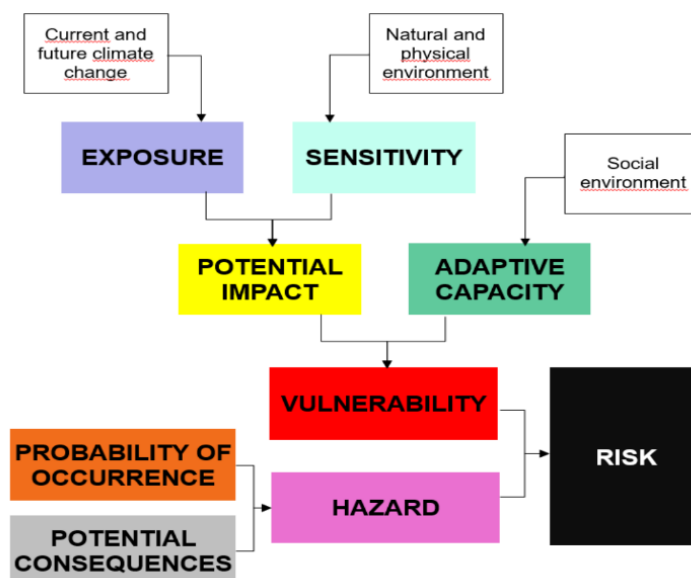 Current and
future climate
change
Natural and
physical
environment
EXPOSURE
SENSITIVITY
Social
environment
POTENTIAL
IMPACT
ADAPTIVE
CAPACITY
VULNERABILITY
PROBABILITY OF
OCCURRENCE
RISK
HAZARD
POTENTIAL
CONSEQUENCES